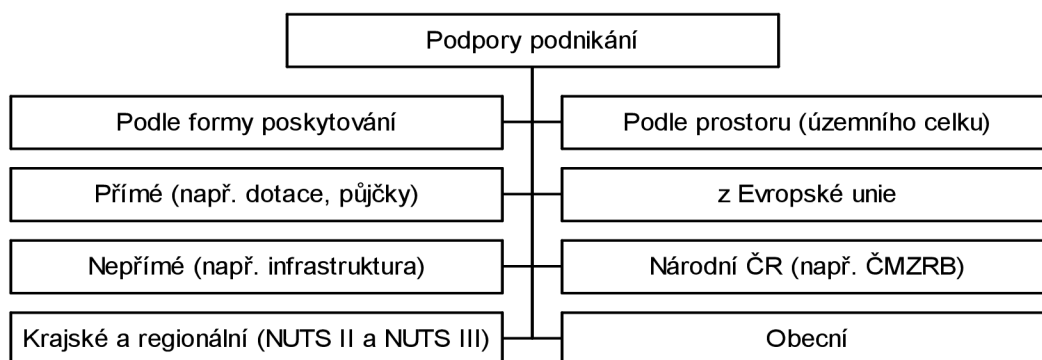 Podpory podnikání
Podle formy poskytování
Podle prostoru (územního celku)
Přímé (např. dotace, půjčky)
z Evropské unie
Nepřímé (např. infrastruktura)
Národní ČR (např. ČMZRB)
Krajské a regionální (NUTS II a NUTS III)
Obecní